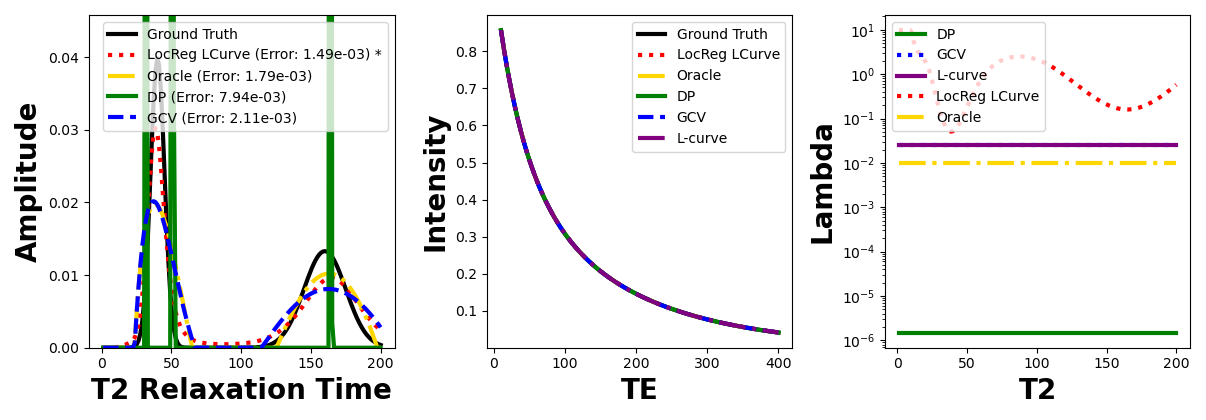 Amplitude
0.04
0.03
0.02
0.01
0.00
Ground Truth
LocReg LCurve (Error: 1.49e-03) *
Oracle (Error: 1.79e-03)
DP (Error: 7.94e-03)
GCV (Error: 2.11e-03)
0 50 100 150 200
T2 Relaxation Time
Intensity
0.8
0.7
0.6
0.5
0.4
0.3
0.2
0.1
Ground Truth
LocReg LCurve
Oracle
DP
GCV
L-curve
0 100 200 300 400
TE
Lambda
10¹
10⁰
10⁻¹
10⁻²
10⁻³
10⁻⁴
10⁻⁵
10⁻⁶
DP
GCV
L-curve
LocReg LCurve
Oracle
0 50 100 150 200
T2